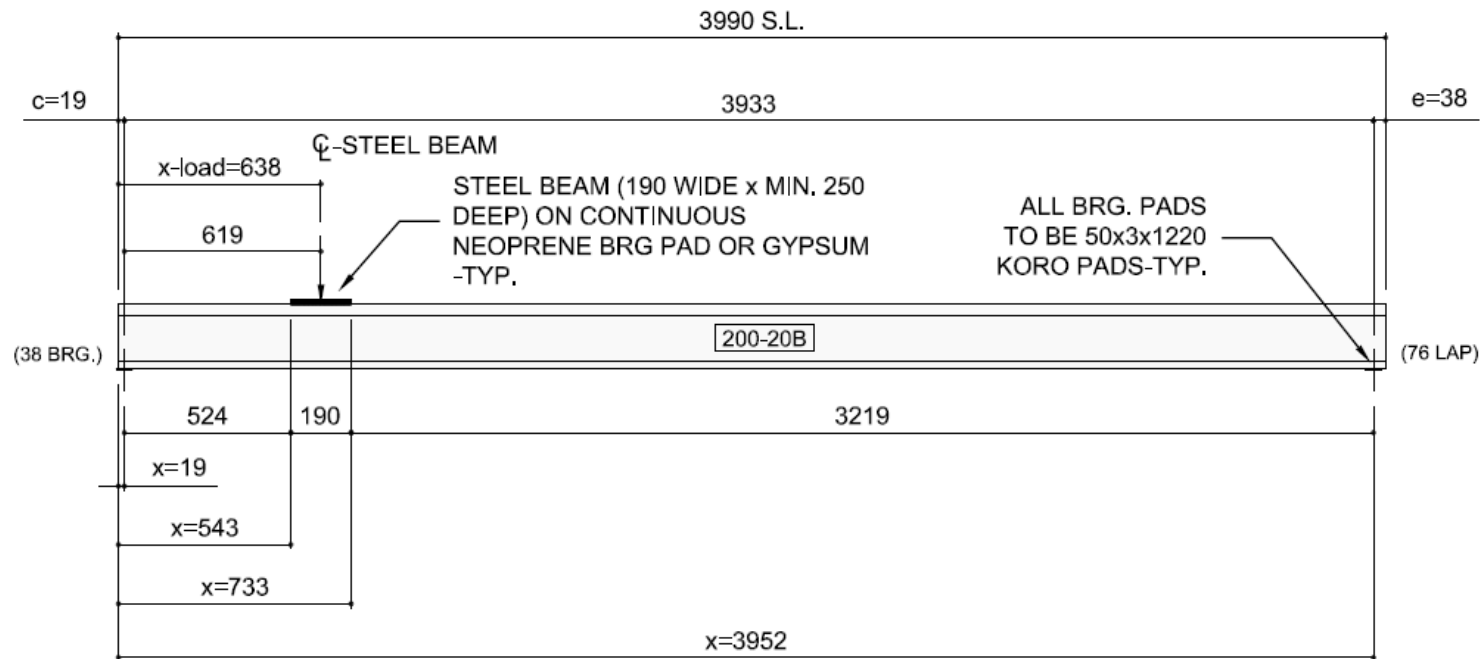 3990 S.L.
c=19
3933
e=38
℄-STEEL BEAM
x-load=638
STEEL BEAM (190 WIDE x MIN. 250
DEEP) ON CONTINUOUS
NEOPRENE BRG PAD OR GYPSUM
-TYP.
ALL BRG. PADS
TO BE 50x3x1220
KORO PADS-TYP.
619
200-20B
(38 BRG.)
(76 LAP)
524
190
3219
x=19
x=543
x=733
x=3952